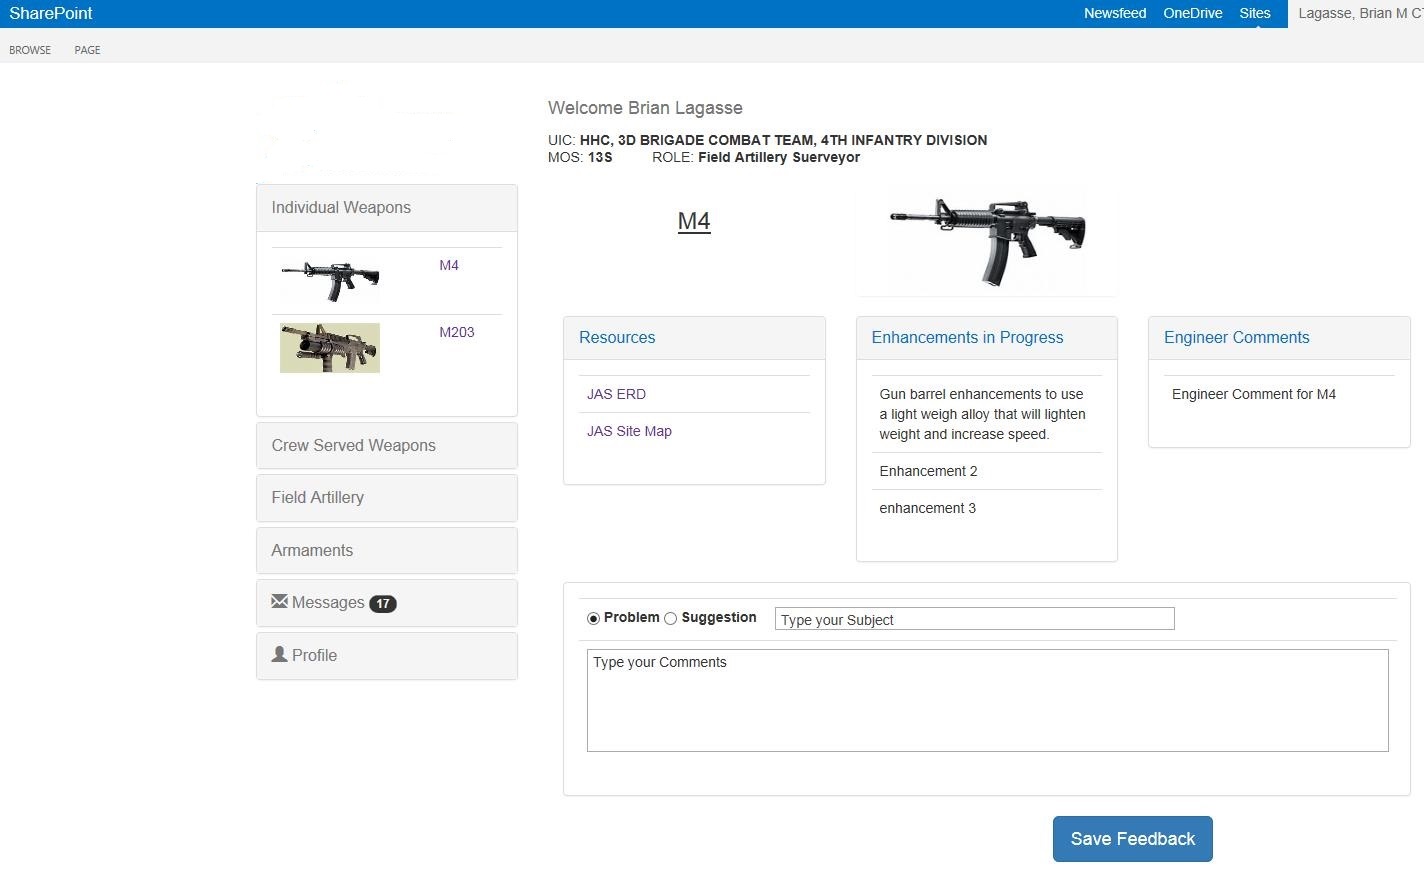 SharePoint
Newsfeed OneDrive Sites Lagasse, Brian M CT
BROWSE PAGE
Welcome Brian Lagasse
UIC: HHC, 3D BRIGADE COMBAT TEAM, 4TH INFANTRY DIVISION
MOS: 13S ROLE: Field Artillery Suerveyor
Individual Weapons
M4
M203
Crew Served Weapons
Field Artillery
Armaments
Messages 17
Profile
M4
Resources
JAS ERD
JAS Site Map
Enhancements in Progress
Gun barrel enhancements to use
a light weigh alloy that will lighten
weight and increase speed.
Enhancement 2
enhancement 3
Engineer Comments
Engineer Comment for M4
Problem Suggestion Type your Subject
Type your Comments
Save Feedback